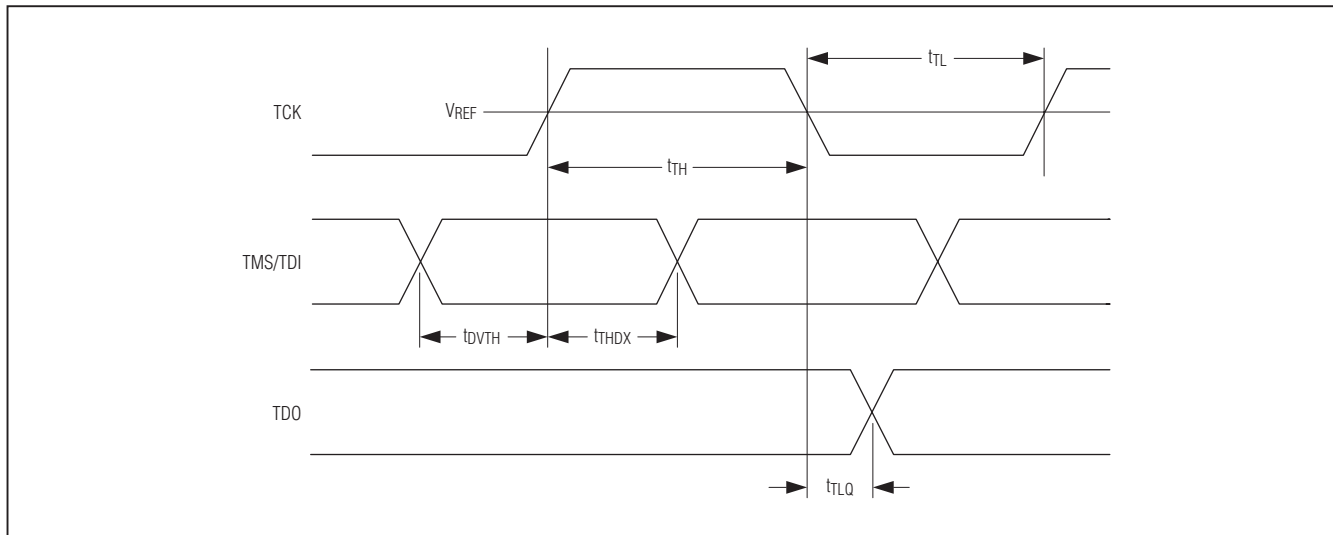 tTL
TCK
VREF
tTH
TMS/TDI
tDVTH
tTHDX
TDO
tTLQ